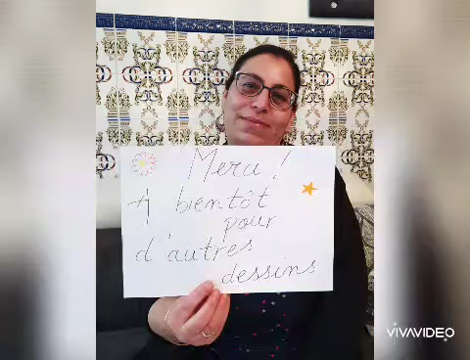 Merci !
A bientôt
pour
d'autres
dessins
VIVAVIDEO